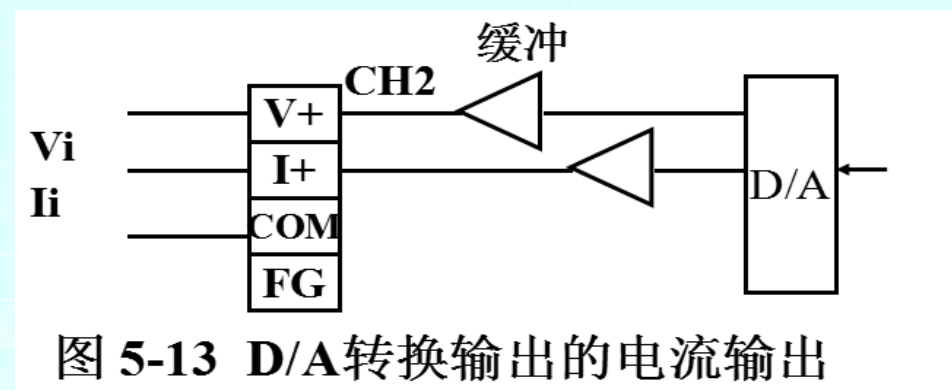 缓冲
CH2
V+
Vi
I+
Ii
D/A
COM
FG
图 5-13 D/A转换输出的电流输出